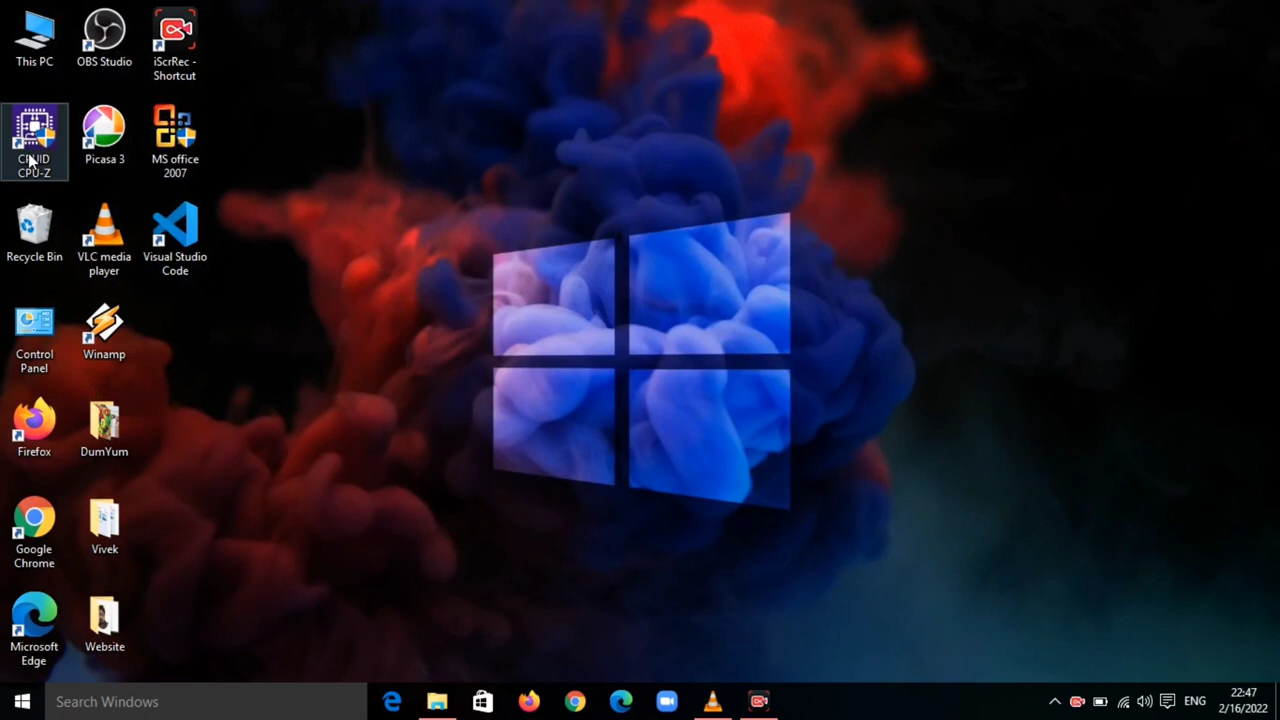 This PC
OBS Studio
iScrRec -
Shortcut
CPUID
CPU-Z
Picasa 3
MS office
2007
Recycle Bin
VLC media
player
Visual Studio
Code
Control
Panel
Winamp
Firefox
DumYum
Google
Chrome
Vivek
Microsoft
Edge
Website
Search Windows
ENG
22:47
2/16/2022